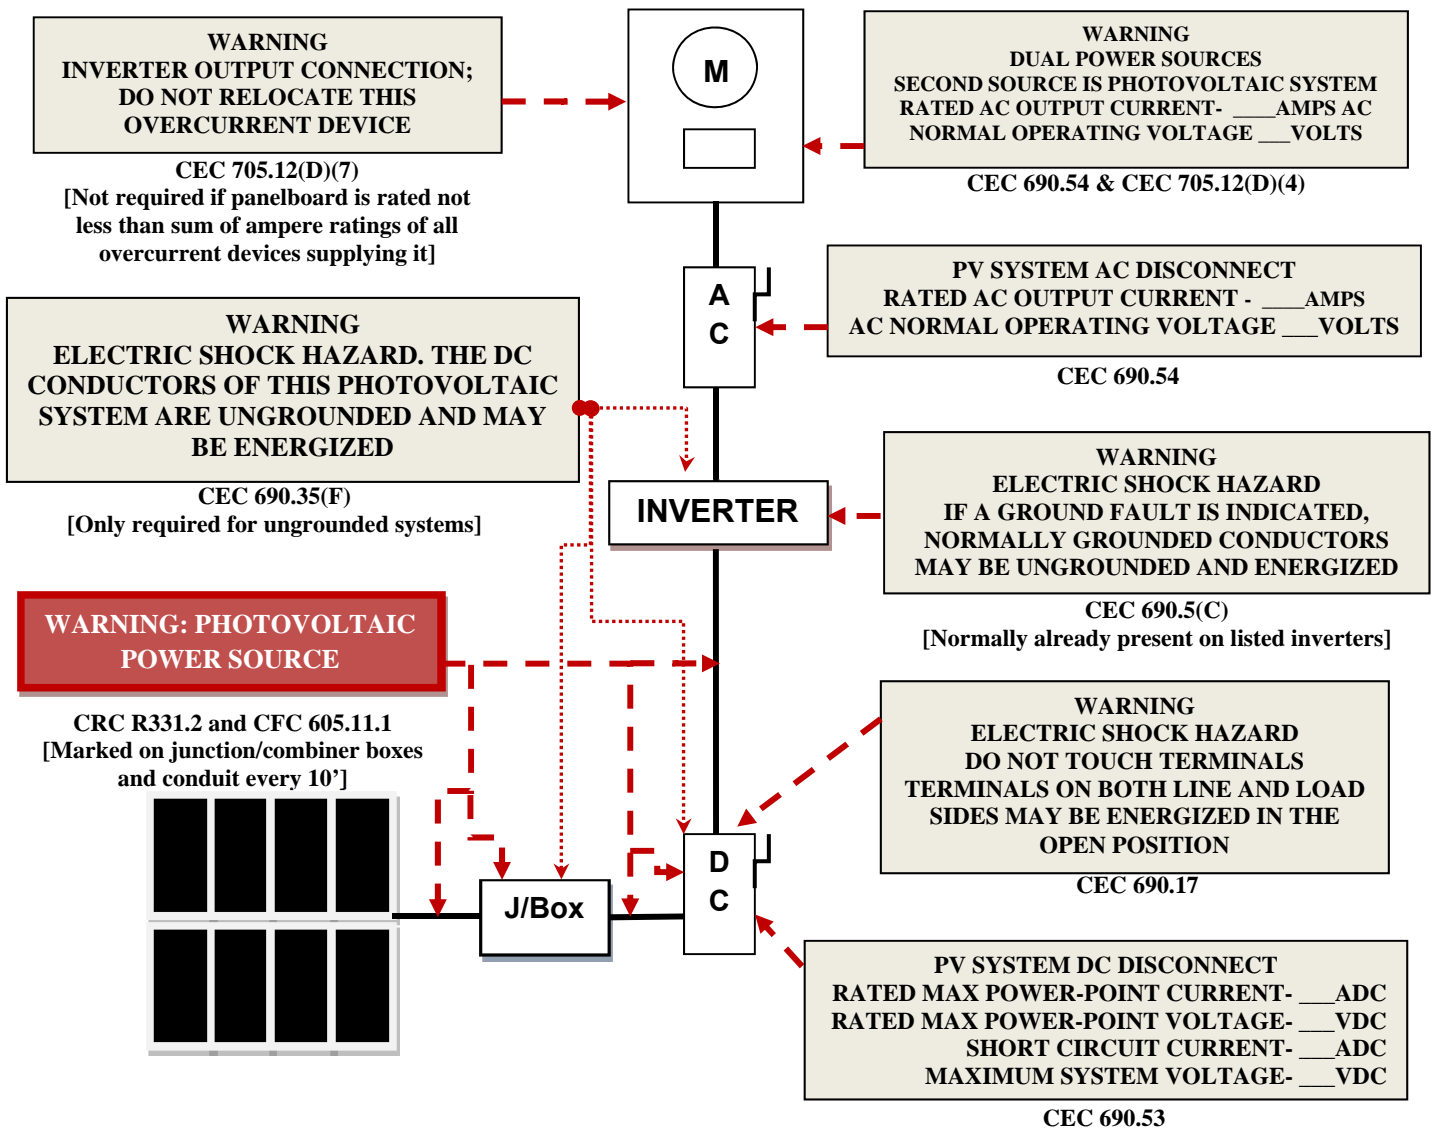 WARNING
INVERTER OUTPUT CONNECTION;
DO NOT RELOCATE THIS
OVERCURRENT DEVICE
CEC 705.12(D)(7)
[Not required if panelboard is rated not
less than sum of ampere ratings of all
overcurrent devices supplying it]
M
WARNING
DUAL POWER SOURCES
SECOND SOURCE IS PHOTOVOLTAIC SYSTEM
RATED AC OUTPUT CURRENT- ____AMPS AC
NORMAL OPERATING VOLTAGE ___VOLTS
CEC 690.54 & CEC 705.12(D)(4)
A
C
PV SYSTEM AC DISCONNECT
RATED AC OUTPUT CURRENT - ____AMPS
AC NORMAL OPERATING VOLTAGE ___VOLTS
CEC 690.54
WARNING
ELECTRIC SHOCK HAZARD. THE DC
CONDUCTORS OF THIS PHOTOVOLTAIC
SYSTEM ARE UNGROUNDED AND MAY
BE ENERGIZED
CEC 690.35(F)
[Only required for ungrounded systems]
INVERTER
WARNING
ELECTRIC SHOCK HAZARD
IF A GROUND FAULT IS INDICATED,
NORMALLY GROUNDED CONDUCTORS
MAY BE UNGROUNDED AND ENERGIZED
CEC 690.5(C)
[Normally already present on listed inverters]
WARNING: PHOTOVOLTAIC
POWER SOURCE
CRC R331.2 and CFC 605.11.1
[Marked on junction/combiner boxes
and conduit every 10’]
WARNING
ELECTRIC SHOCK HAZARD
DO NOT TOUCH TERMINALS
TERMINALS ON BOTH LINE AND LOAD
SIDES MAY BE ENERGIZED IN THE
OPEN POSITION
CEC 690.17
J/Box
D
C
PV SYSTEM DC DISCONNECT
RATED MAX POWER-POINT CURRENT- ___ADC
RATED MAX POWER-POINT VOLTAGE- ___VDC
SHORT CIRCUIT CURRENT- ___ADC
MAXIMUM SYSTEM VOLTAGE- ___VDC
CEC 690.53